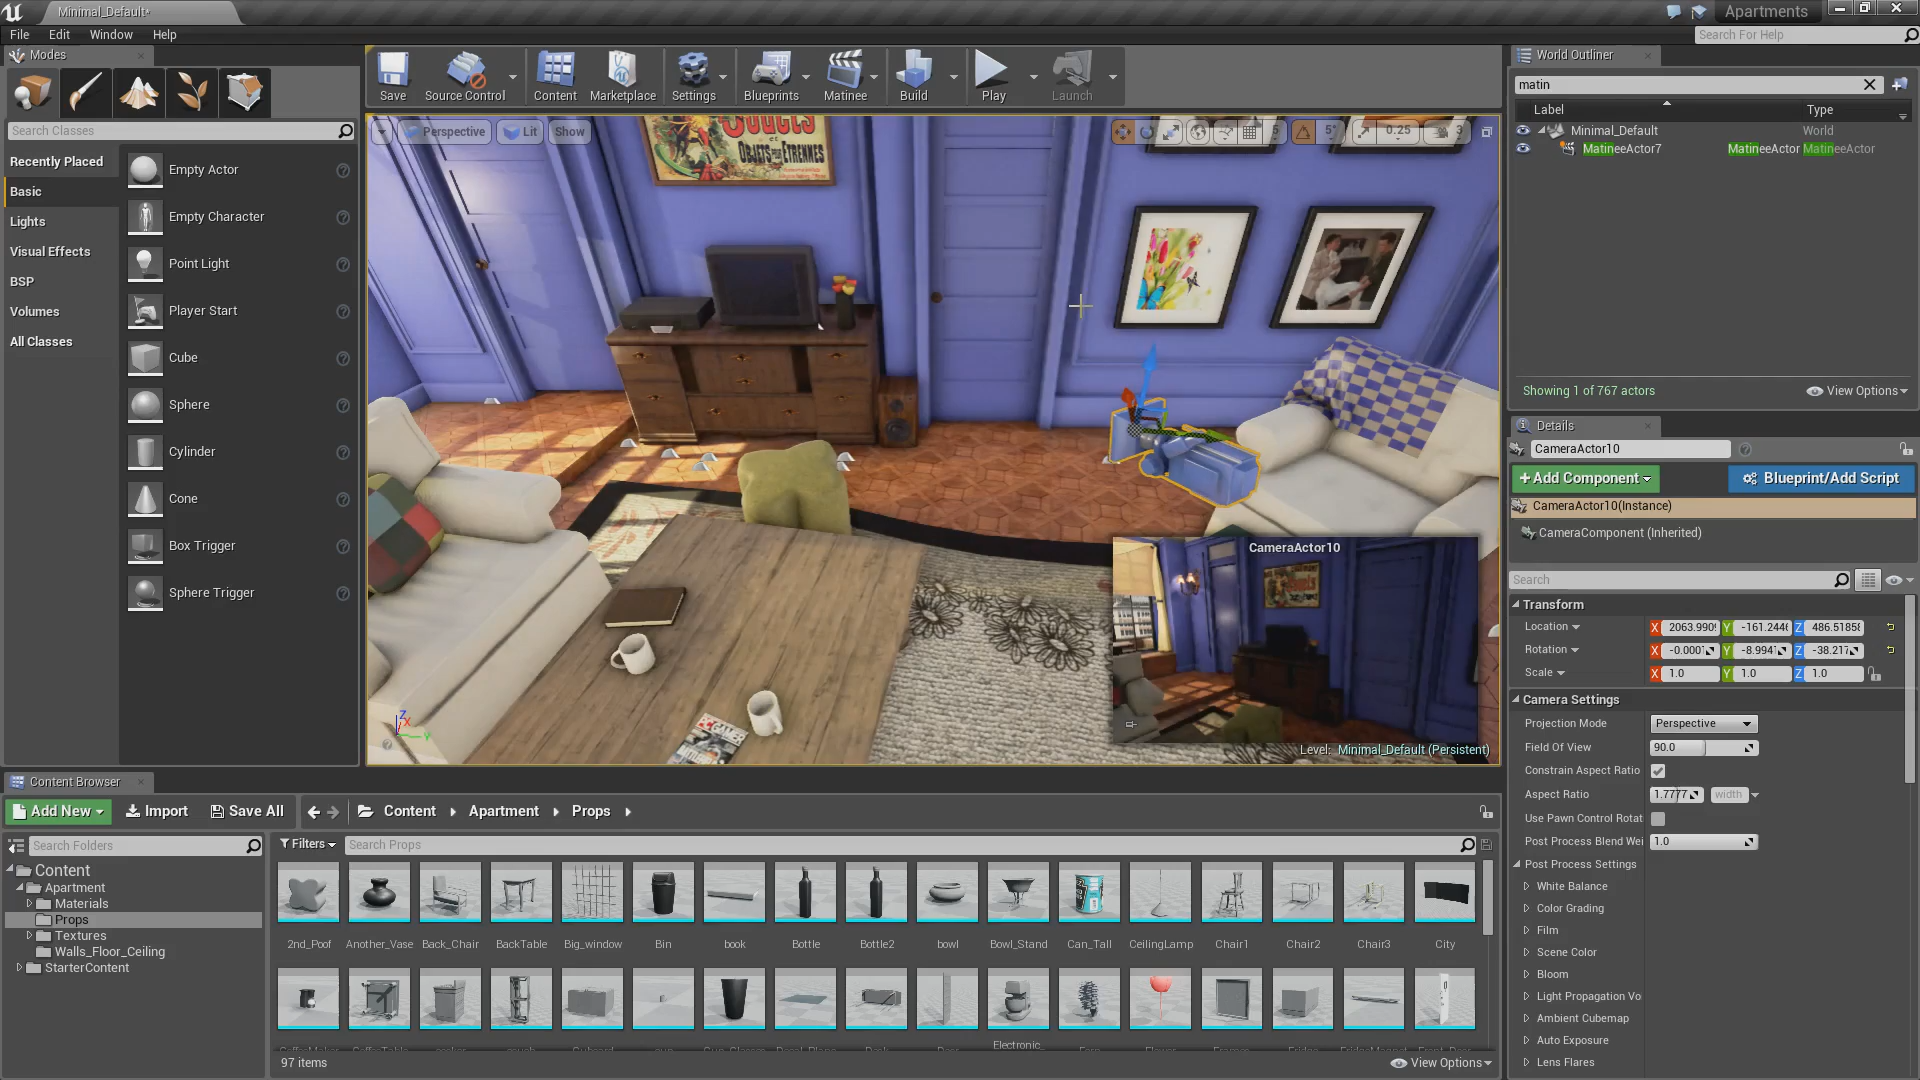 Minimal_Default*
Apartments
File Edit Window Help
Search For Help
Modes
Search Classes
Recently Placed
Basic
Lights
Visual Effects
BSP
Volumes
All Classes
Empty Actor
Empty Character
Point Light
Player Start
Cube
Sphere
Cylinder
Cone
Box Trigger
Sphere Trigger
Save
Source Control
Content
Marketplace
Settings
Blueprints
Matinee
Build
Play
Launch
Perspective Lit Show
5 5° 0.25 3
OBJETS POUR ÉTRENNES
CameraActor10
PC GAMER
Level: Minimal_Default (Persistent)
World Outliner
matin
Label Type
Minimal_Default World
MatineeActor7 MatineeActor MatineeActor
Showing 1 of 767 actors
View Options
Details
CameraActor10
+ Add Component
Blueprint/Add Script
CameraActor10(Instance)
CameraComponent (Inherited)
Search
Transform
Location X 2063.990 Y -161.244 Z 486.5185
Rotation X -0.000 Y -8.994 Z -38.217
Scale X 1.0 Y 1.0 Z 1.0
Camera Settings
Projection Mode Perspective
Field Of View 90.0
Constrain Aspect Ratio
Aspect Ratio 1.7777 width
Use Pawn Control Rotat
Post Process Blend Wei 1.0
Post Process Settings
White Balance
Color Grading
Film
Scene Color
Bloom
Light Propagation Vo
Ambient Cubemap
Auto Exposure
Lens Flares
Content Browser
Add New Import Save All Content Apartment Props
Search Folders
Filters Search Props
Content
Apartment
Materials
Props
Textures
Walls_Floor_Ceiling
StarterContent
2nd_Poof Another_Vase Back_Chair BackTable Big_window Bin book Bottle Bottle2 bowl Bowl_Stand Can_Tall CeilingLamp Chair1 Chair2 Chair3 City
Electronic_
97 items
View Options